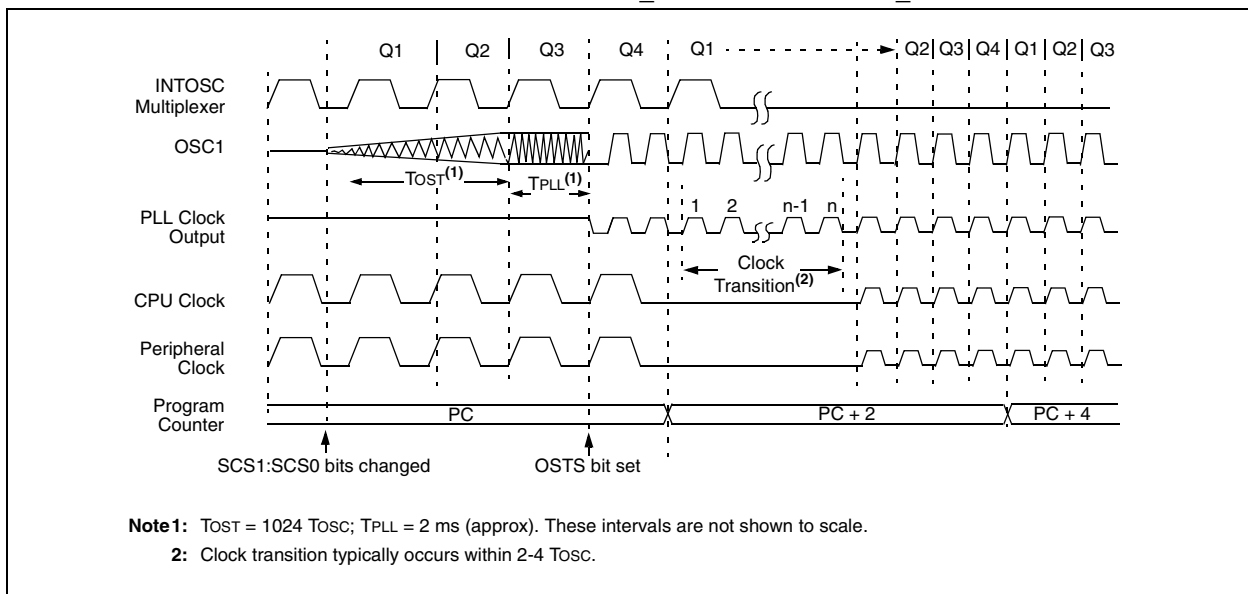 Q1 Q2 Q3 Q4 Q1 Q2 Q3 Q4 Q1 Q2 Q3
INTOSC
Multiplexer
OSC1
TOST(1) TPLL(1)
PLL Clock
Output
1 2 n-1 n
Clock
Transition(2)
CPU Clock
Peripheral
Clock
Program
Counter
PC PC + 2 PC + 4
SCS1:SCS0 bits changed OSTS bit set
Note1: TOST = 1024 TOSC; TPLL = 2 ms (approx). These intervals are not shown to scale.
2: Clock transition typically occurs within 2-4 TOSC.